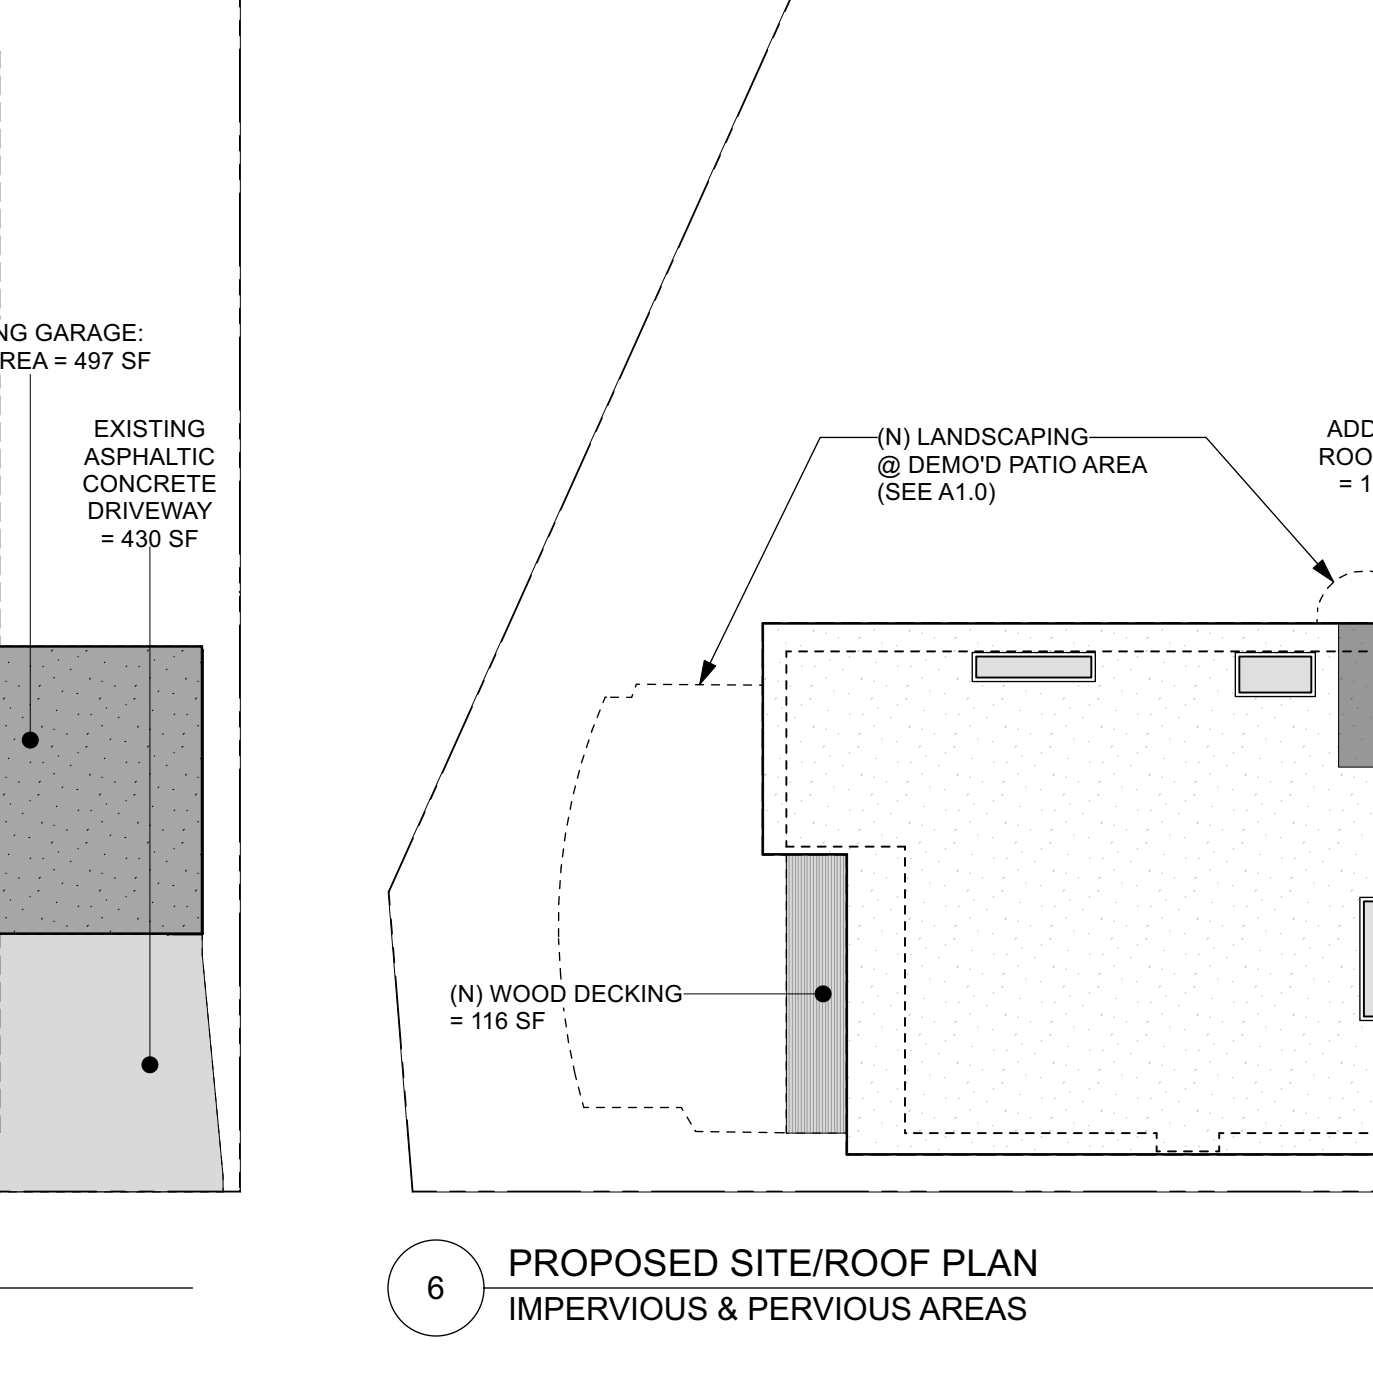 NG GARAGE:
REA = 497 SF
EXISTING
ASPHALTIC
CONCRETE
DRIVEWAY
= 430 SF
(N) LANDSCAPING
@ DEMO'D PATIO AREA
(SEE A1.0)
ADD
ROO
= 1
(N) WOOD DECKING
= 116 SF
6
PROPOSED SITE/ROOF PLAN
IMPERVIOUS & PERVIOUS AREAS